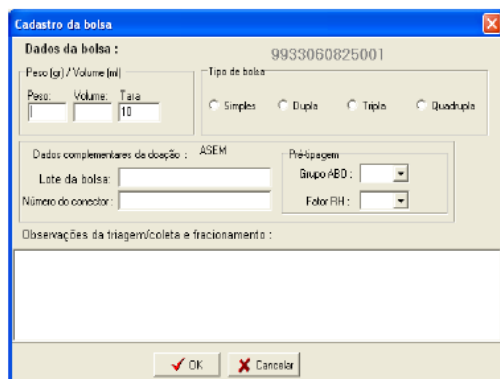 Cadastro da bolsa
Dados da bolsa :
9933060825001
Peso (gr) / Volume (ml)
Tipo de bolsa
Peso: Volume: Tara
10
Simples Dupla Tripla Quadrupla
Dados complementares da doação : ASEM
Pré-tipagem
Lote da bolsa:
Grupo ABO :
Número do conector :
Fator RH :
Observações da triagem/coleta e fracionamento :
OK Cancelar